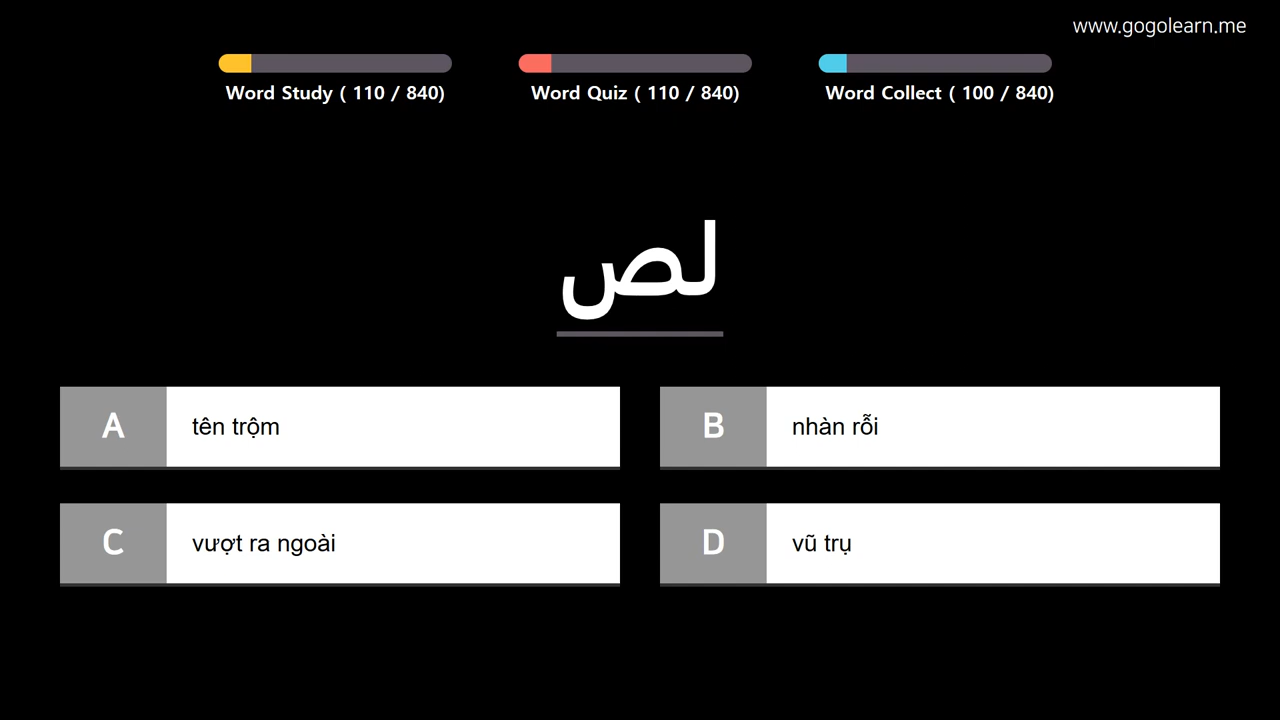 www.gogolearn.me
Word Study ( 110 / 840)
Word Quiz ( 110 / 840)
Word Collect ( 100 / 840)
لص
A
tên trộm
B
nhàn rỗi
C
vượt ra ngoài
D
vũ trụ